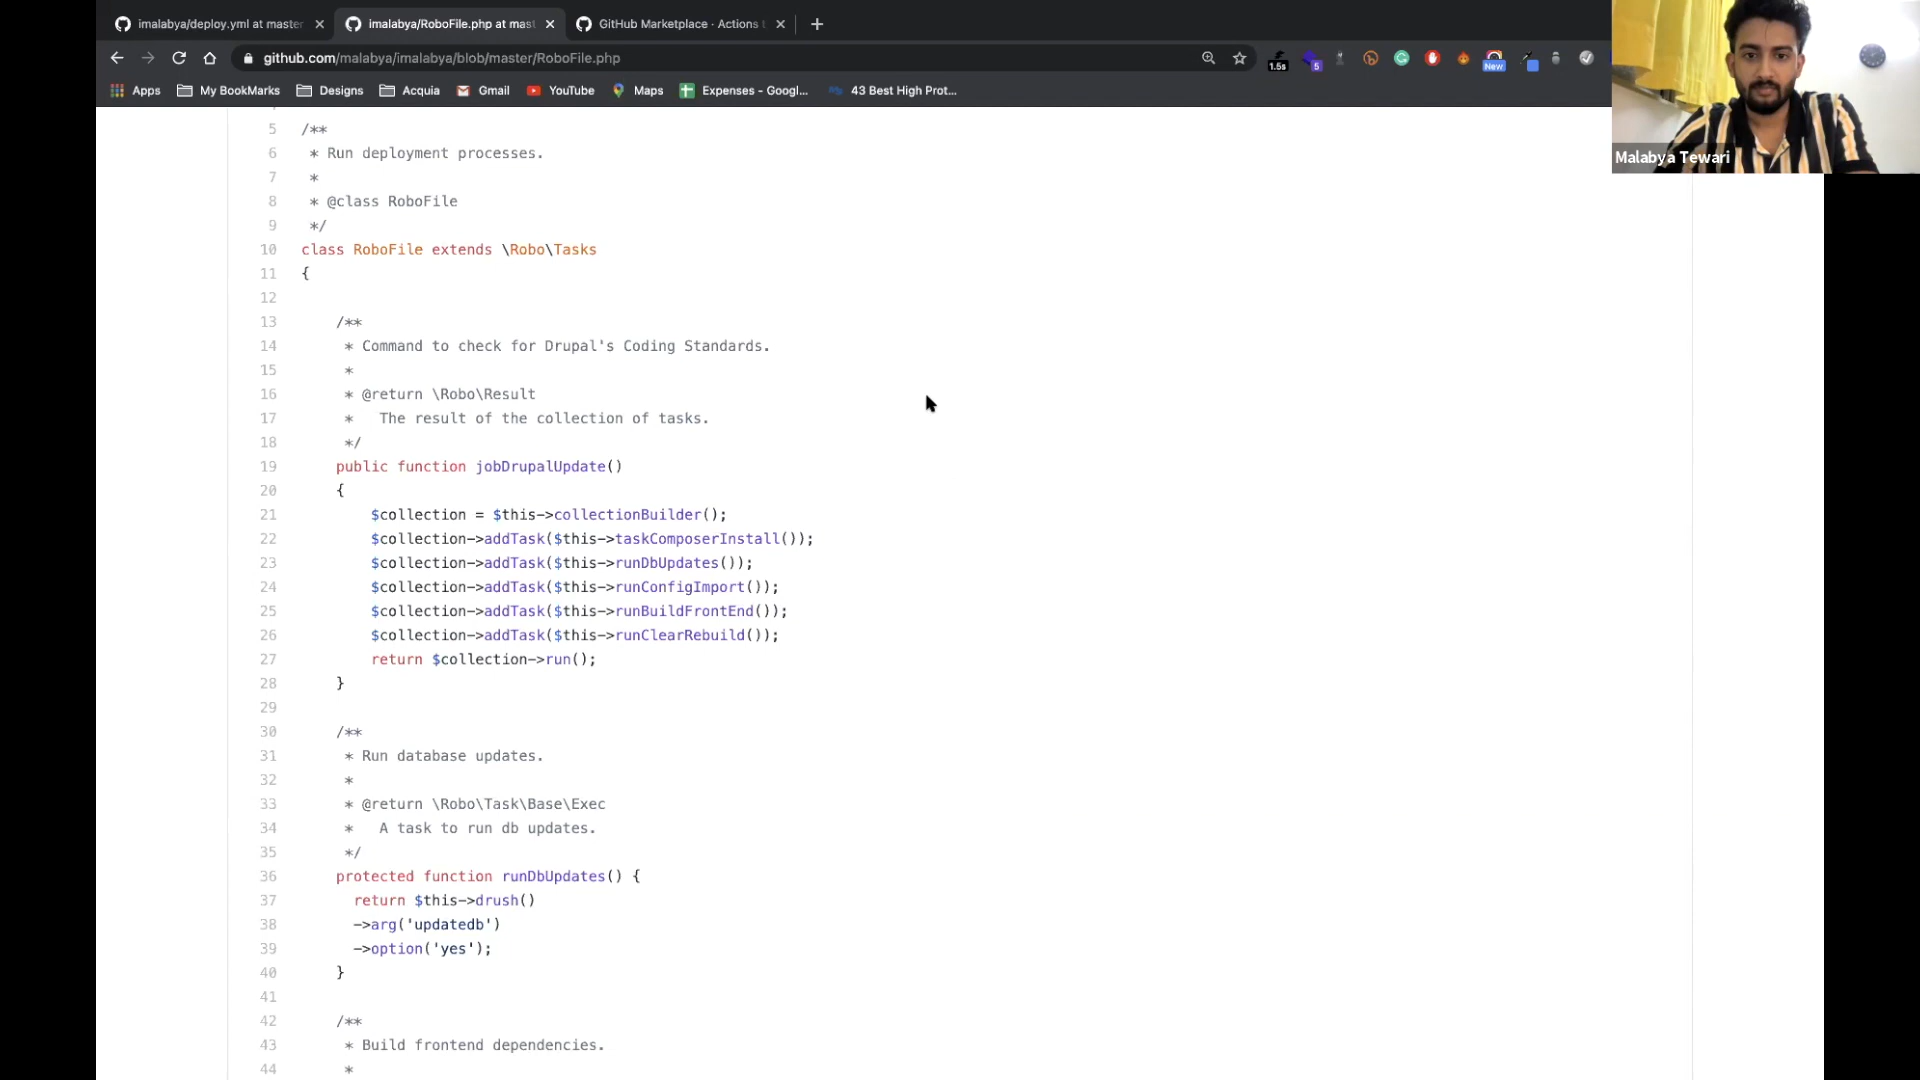 imalabya/deploy.yml at master
imalabya/RoboFile.php at mast
GitHub Marketplace · Actions t
github.com/malabya/imalabya/blob/master/RoboFile.php
1.5s
5
New
Apps
My BookMarks
Designs
Acquia
Gmail
YouTube
Maps
Expenses - Googl...
43 Best High Prot...
Malabya Tewari
5 /**
6 * Run deployment processes.
7 *
8 * @class RoboFile
9 */
10 class RoboFile extends \Robo\Tasks
11 {
12
13 /**
14 * Command to check for Drupal's Coding Standards.
15 *
16 * @return \Robo\Result
17 * The result of the collection of tasks.
18 */
19 public function jobDrupalUpdate()
20 {
21 $collection = $this->collectionBuilder();
22 $collection->addTask($this->taskComposerInstall());
23 $collection->addTask($this->runDbUpdates());
24 $collection->addTask($this->runConfigImport());
25 $collection->addTask($this->runBuildFrontEnd());
26 $collection->addTask($this->runClearRebuild());
27 return $collection->run();
28 }
29
30 /**
31 * Run database updates.
32 *
33 * @return \Robo\Task\Base\Exec
34 * A task to run db updates.
35 */
36 protected function runDbUpdates() {
37 return $this->drush()
38 ->arg('updatedb')
39 ->option('yes');
40 }
41
42 /**
43 * Build frontend dependencies.
44 *